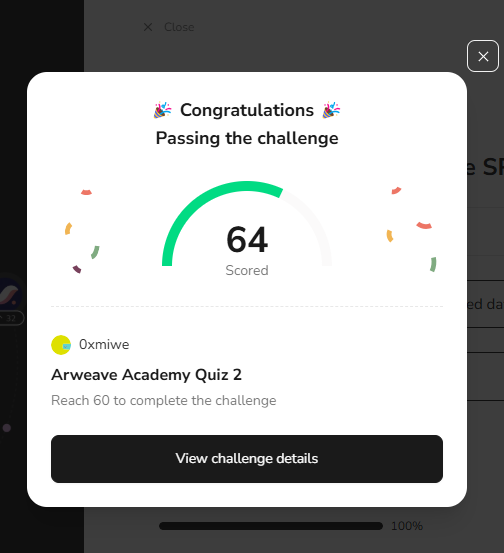 Close
Congratulations
Passing the challenge
64
Scored
0xmiwe
Arweave Academy Quiz 2
Reach 60 to complete the challenge
View challenge details
100%
e SP
ed da
32